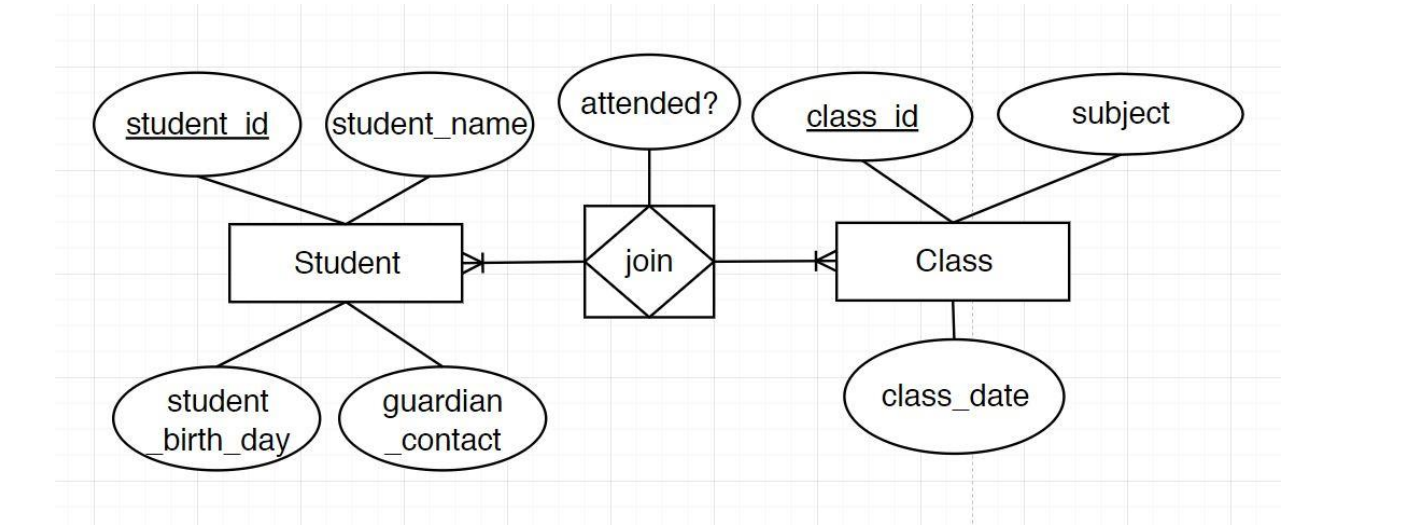 student_id
student_name
attended?
class_id
subject
Student
join
Class
student
_birth_day
guardian
_contact
class_date